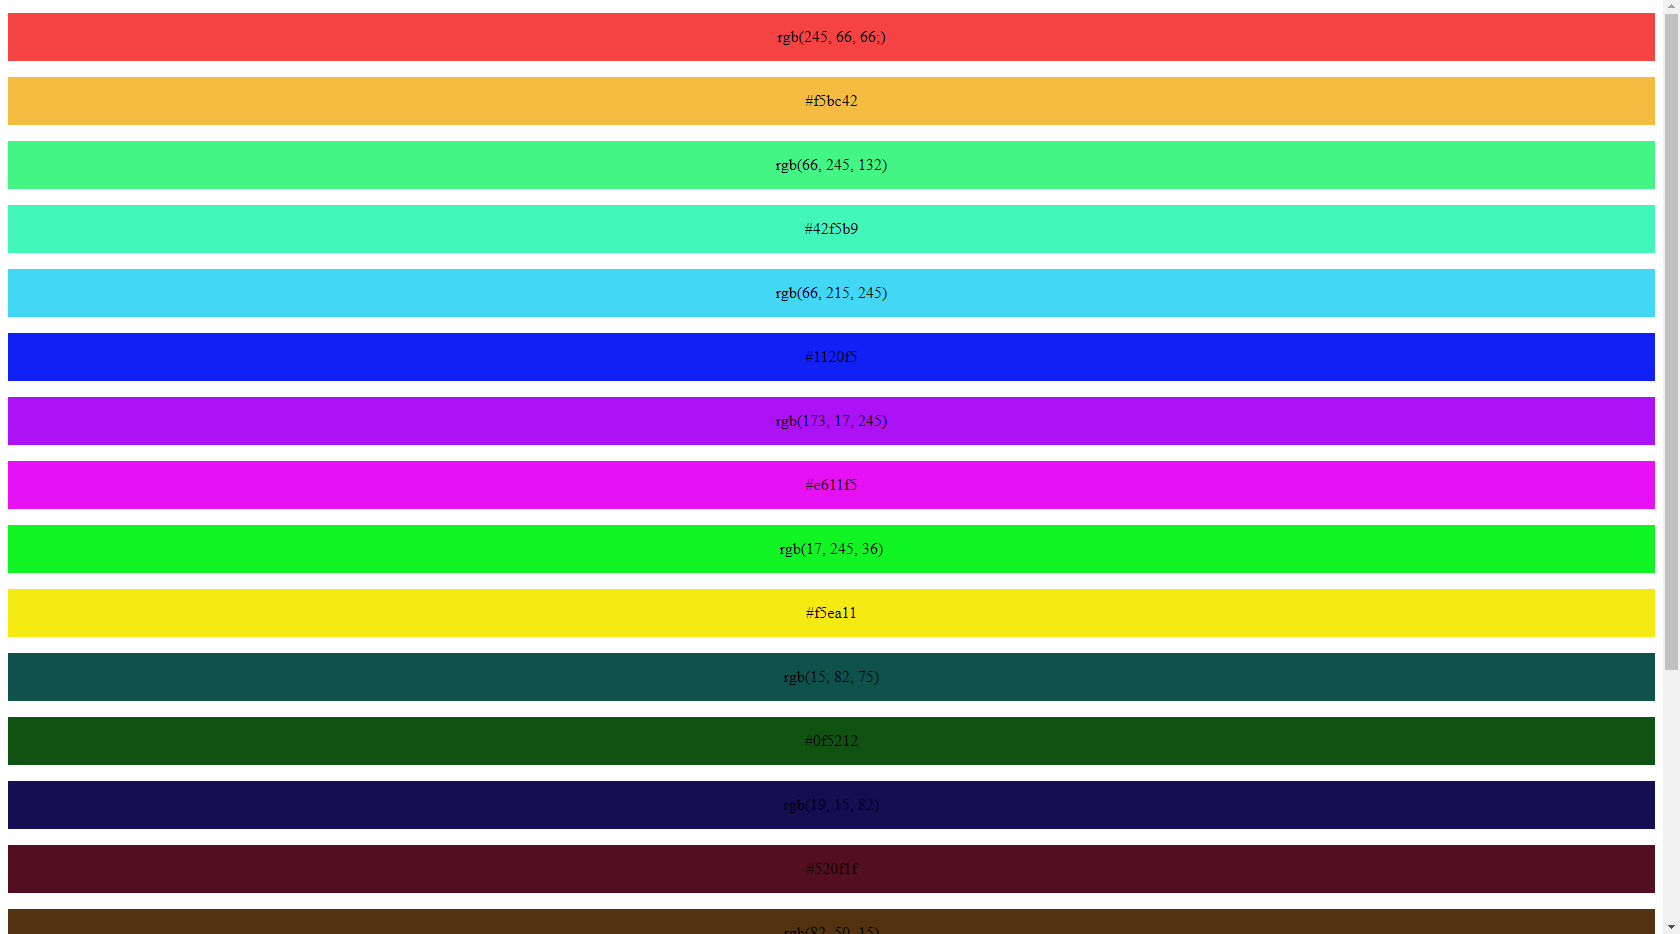 rgb(245, 66, 66;)
#f5bc42
rgb(66, 245, 132)
#42f5b9
rgb(66, 215, 245)
#1120f5
rgb(173, 17, 245)
#e611f5
rgb(17, 245, 36)
#f5ea11
rgb(15, 82, 75)
#0f5212
rgb(19, 15, 82)
#520f1f
rgb(82, 50, 15)